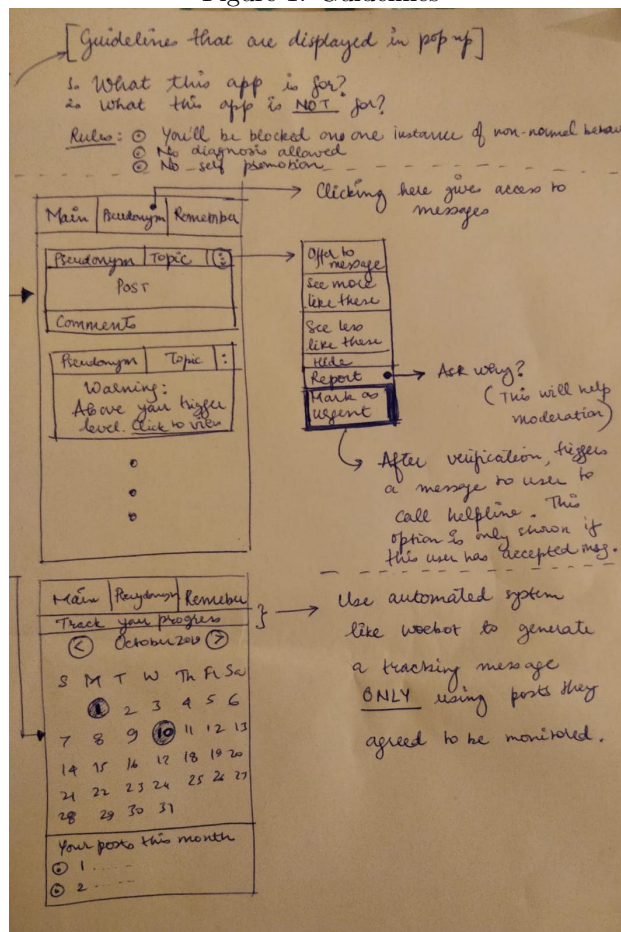 Figure 1: Guidelines
[Guidelines that are displayed in pop up]
1. What this app is for?
2. What this app is NOT for?
Rules: You'll be blocked one one instance of non-normal behav
No diagnosis allowed
No self promotion
Clicking here gives access to
messages
Main | Pseudonym | Remember
Pseudonym | Topic | :
POST
Comments
Pseudonym | Topic | :
Warning:
Above your trigger
level. Click to view
Offer to
message
See more
like these
See less
like these
Hide
Report
Mark as
urgent
Ask why?
(This will help
moderation)
After verification, triggers
a message to user to
call helpline. This
option is only shown if
this user has accepted msg.
Main | Pseudonym | Remember
Track your progress
< October 2019 >
S M T W Th Fr Sa
1 2 3 4 5 6
7 8 9 10 11 12 13
14 15 16 17 18 19 20
21 22 23 24 25 26 27
28 29 30 31
Your posts this month
1 .....
2 .....
Use automated system
like woebot to generate
a tracking message
ONLY using posts they
agreed to be monitored.